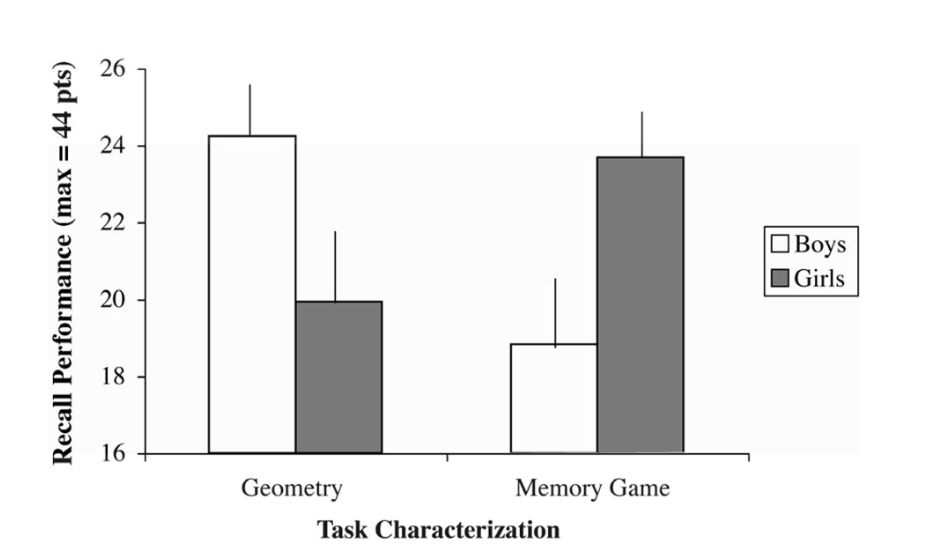 Recall Performance (max = 44 pts)
26
24
22
20
18
16
Geometry
Memory Game
Task Characterization
Boys
Girls